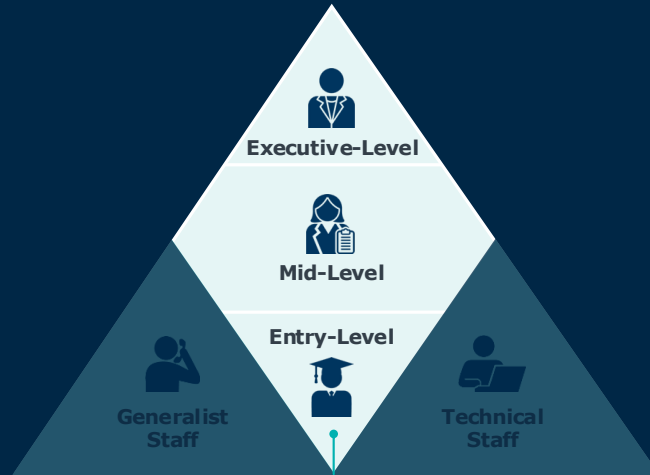 Executive-Level
Mid-Level
Entry-Level
Generalist
Staff
Technical
Staff